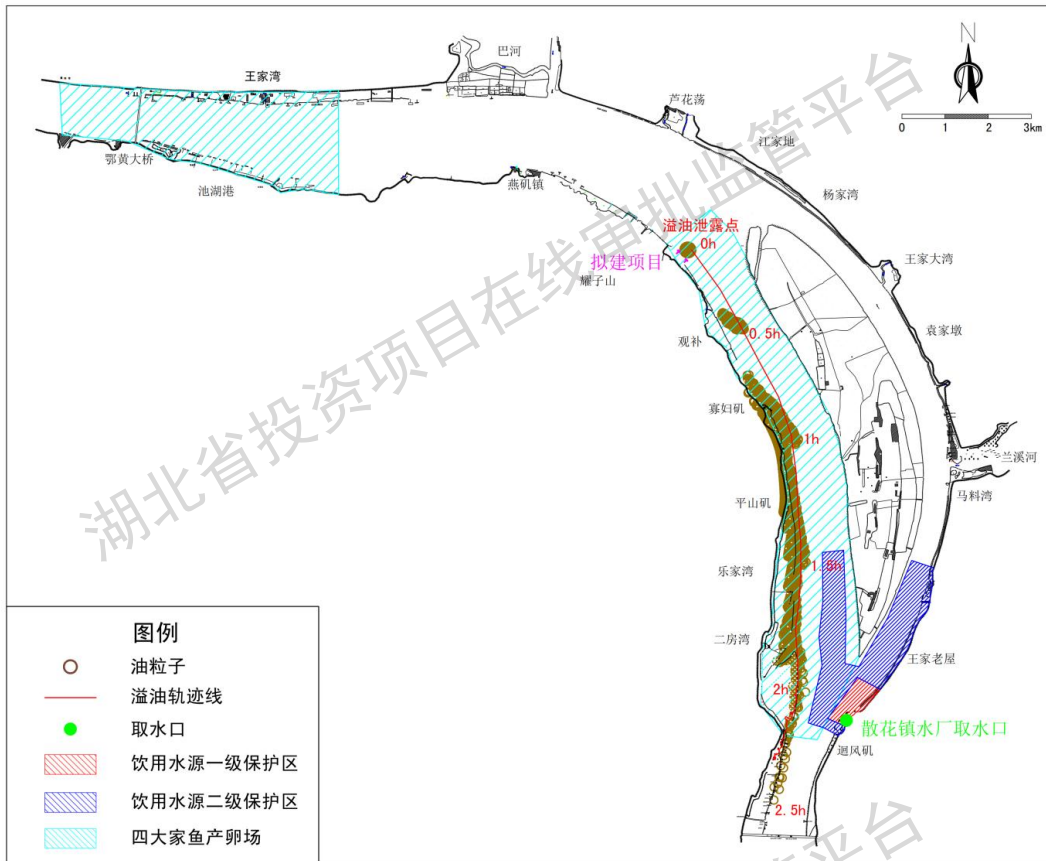 N
巴河
王家湾
芦花荡
0 1 2 3km
江家地
鄂黄大桥
燕矶镇
池湖港
杨家湾
溢油泄露点
0h
王家大湾
拟建项目
耀子山
袁家墩
0.5h
观补
寡妇矶
1h
兰溪河
马料湾
平山矶
1.5h
乐家湾
二房湾
王家老屋
2h
散花镇水厂取水口
迴风矶
2.5h
图例
油粒子
溢油轨迹线
取水口
饮用水源一级保护区
饮用水源二级保护区
四大家鱼产卵场
湖北省投资项目在线审批监管平台
平台